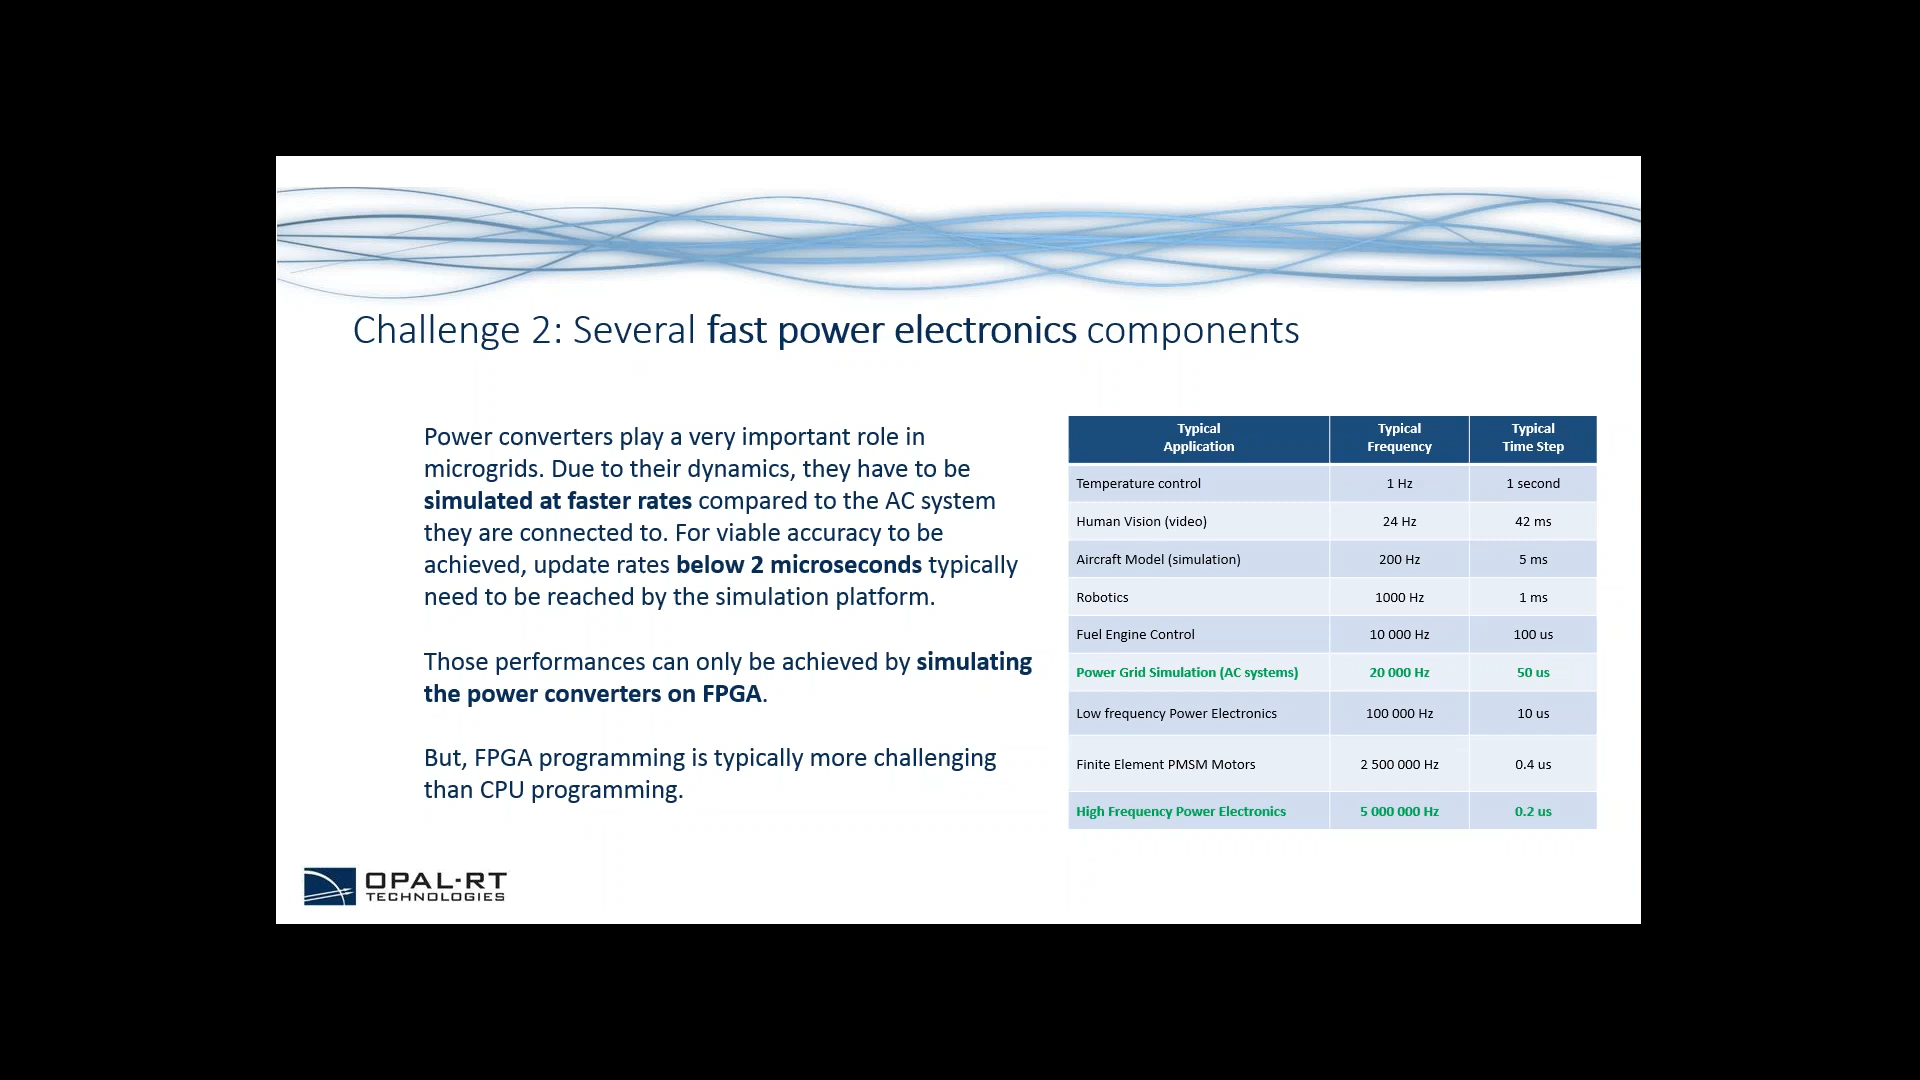 Challenge 2: Several fast power electronics components
Power converters play a very important role in
microgrids. Due to their dynamics, they have to be
simulated at faster rates compared to the AC system
they are connected to. For viable accuracy to be
achieved, update rates below 2 microseconds typically
need to be reached by the simulation platform.
Those performances can only be achieved by simulating
the power converters on FPGA.
But, FPGA programming is typically more challenging
than CPU programming.
Typical Application Typical Frequency Typical Time Step
Temperature control 1 Hz 1 second
Human Vision (video) 24 Hz 42 ms
Aircraft Model (simulation) 200 Hz 5 ms
Robotics 1000 Hz 1 ms
Fuel Engine Control 10 000 Hz 100 us
Power Grid Simulation (AC systems) 20 000 Hz 50 us
Low frequency Power Electronics 100 000 Hz 10 us
Finite Element PMSM Motors 2 500 000 Hz 0.4 us
High Frequency Power Electronics 5 000 000 Hz 0.2 us
OPAL-RT
TECHNOLOGIES